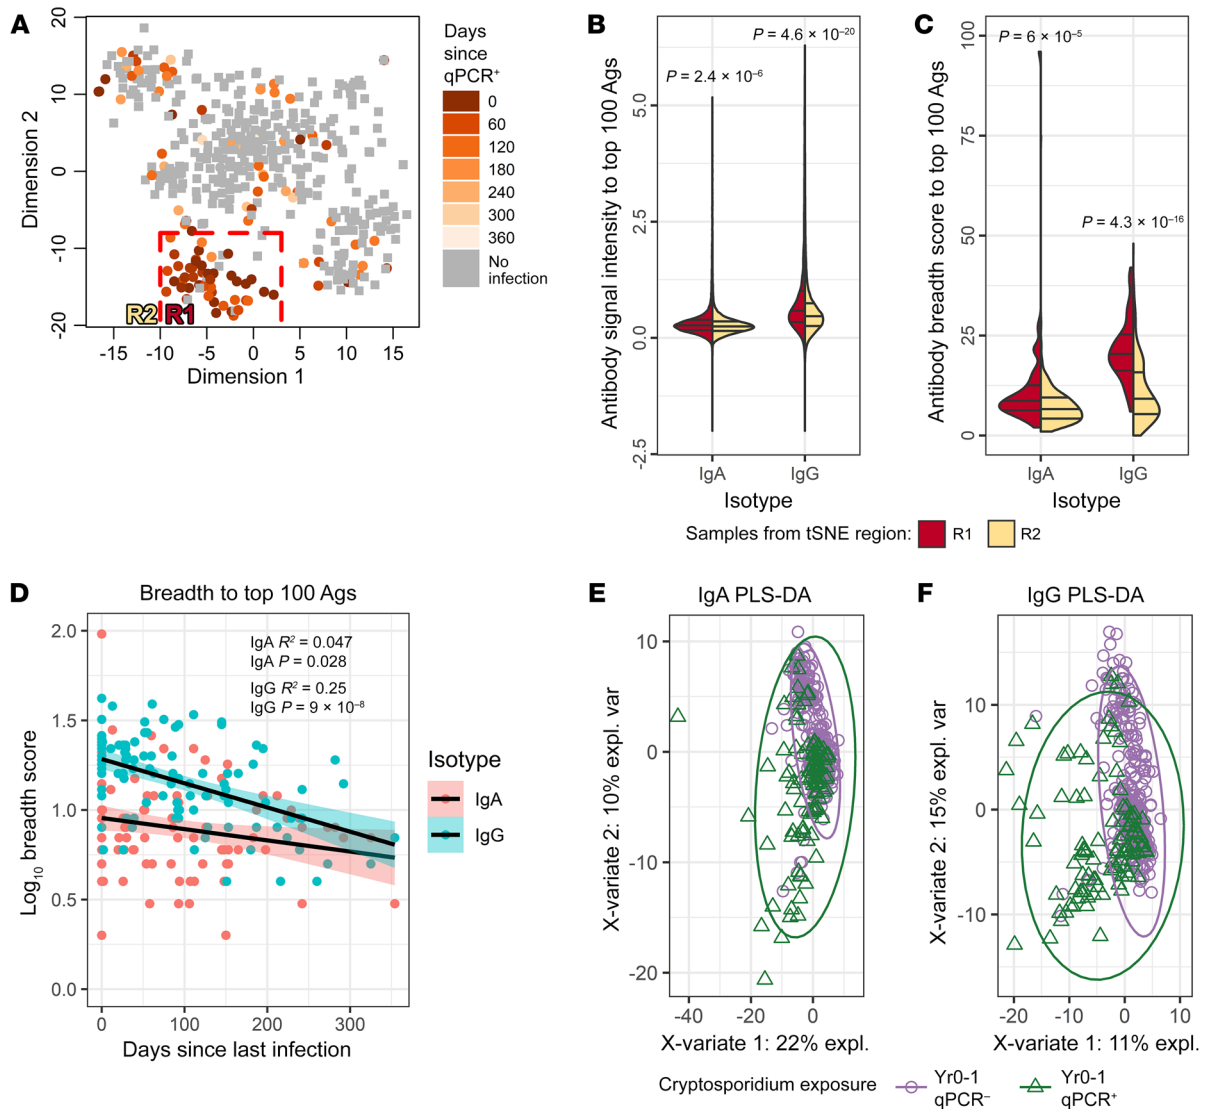 A
20
10
0
-10
-20
Dimension 2
-15
-10
-5
0
5
10
15
Dimension 1
R2
R1
Days
since
qPCR⁺
0
60
120
180
240
300
360
No
infection
B
P = 4.6 × 10⁻²⁰
P = 2.4 × 10⁻⁶
Antibody signal intensity to top 100 Ags
5.0
2.5
0.0
-2.5
IgA
IgG
Isotype
C
P = 6 × 10⁻⁵
P = 4.3 × 10⁻¹⁶
Antibody breadth score to top 100 Ags
100
75
50
25
0
IgA
IgG
Isotype
Samples from tSNE region:
R1
R2
D
Breadth to top 100 Ags
IgA R² = 0.047
IgA P = 0.028
IgG R² = 0.25
IgG P = 9 × 10⁻⁸
Log₁₀ breadth score
2.0
1.5
1.0
0.5
0.0
0
100
200
300
Days since last infection
Isotype
IgA
IgG
E
IgA PLS-DA
X-variate 2: 10% expl. var
10
0
-10
-20
-40
-20
0
X-variate 1: 22% expl.
F
IgG PLS-DA
X-variate 2: 15% expl. var
10
0
-10
-20
-10
0
10
X-variate 1: 11% expl.
Cryptosporidium exposure
Yr0-1
qPCR⁻
Yr0-1
qPCR⁺